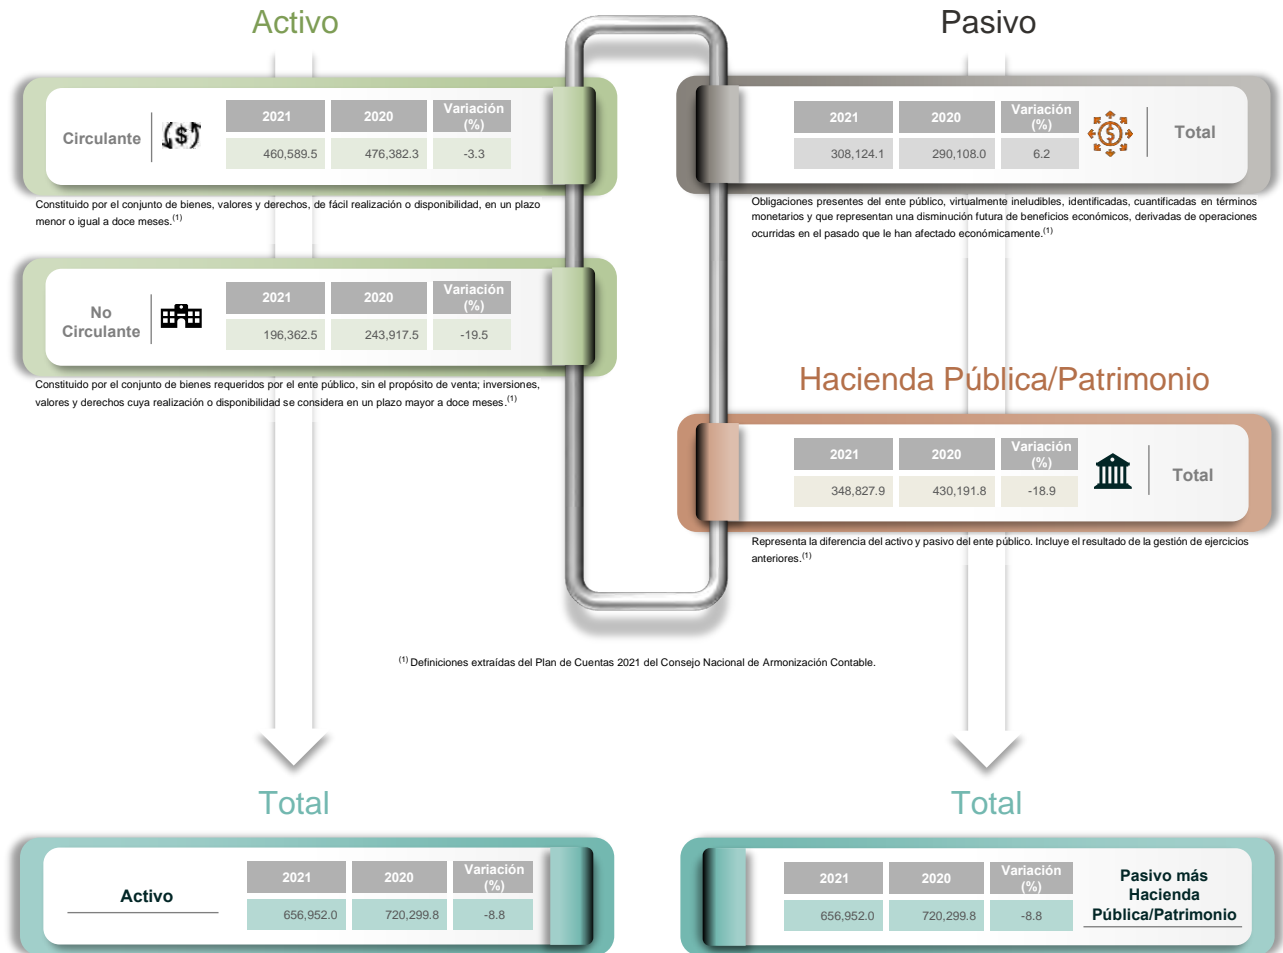 Activo
Circulante
2021 2020 Variación
(%)
460,589.5 476,382.3 -3.3
Constituido por el conjunto de bienes, valores y derechos, de fácil realización o disponibilidad, en un plazo
menor o igual a doce meses.(1)
No
Circulante
2021 2020 Variación
(%)
196,362.5 243,917.5 -19.5
Constituido por el conjunto de bienes requeridos por el ente público, sin el propósito de venta; inversiones,
valores y derechos cuya realización o disponibilidad se considera en un plazo mayor a doce meses.(1)
Pasivo
2021 2020 Variación
(%)
308,124.1 290,108.0 6.2
Total
Obligaciones presentes del ente público, virtualmente ineludibles, identificadas, cuantificadas en términos
monetarios y que representan una disminución futura de beneficios económicos, derivadas de operaciones
ocurridas en el pasado que le han afectado económicamente.(1)
Hacienda Pública/Patrimonio
2021 2020 Variación
(%)
348,827.9 430,191.8 -18.9
Total
Representa la diferencia del activo y pasivo del ente público. Incluye el resultado de la gestión de ejercicios
anteriores.(1)
(1) Definiciones extraídas del Plan de Cuentas 2021 del Consejo Nacional de Armonización Contable.
Total
Activo
2021 2020 Variación
(%)
656,952.0 720,299.8 -8.8
Total
2021 2020 Variación
(%)
656,952.0 720,299.8 -8.8
Pasivo más
Hacienda
Pública/Patrimonio